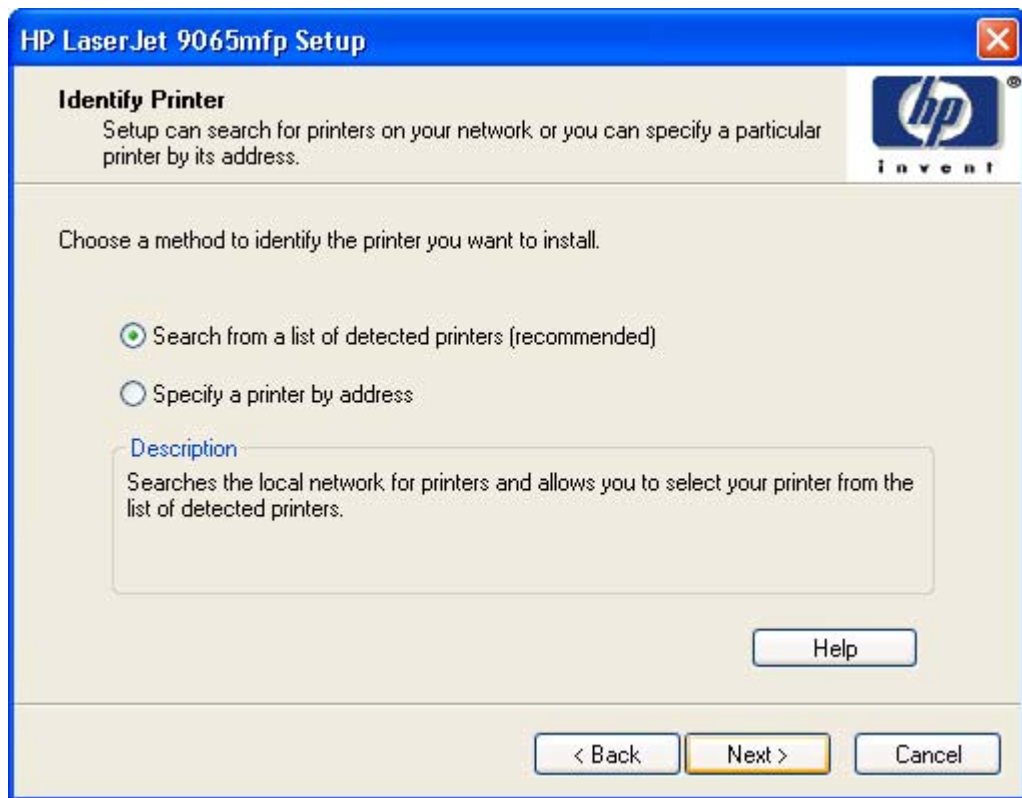 HP LaserJet 9065mfp Setup
Identify Printer
Setup can search for printers on your network or you can specify a particular
printer by its address.
hp
®
invent
Choose a method to identify the printer you want to install.
Search from a list of detected printers (recommended)
Specify a printer by address
Description
Searches the local network for printers and allows you to select your printer from the
list of detected printers.
Help
< Back
Next >
Cancel